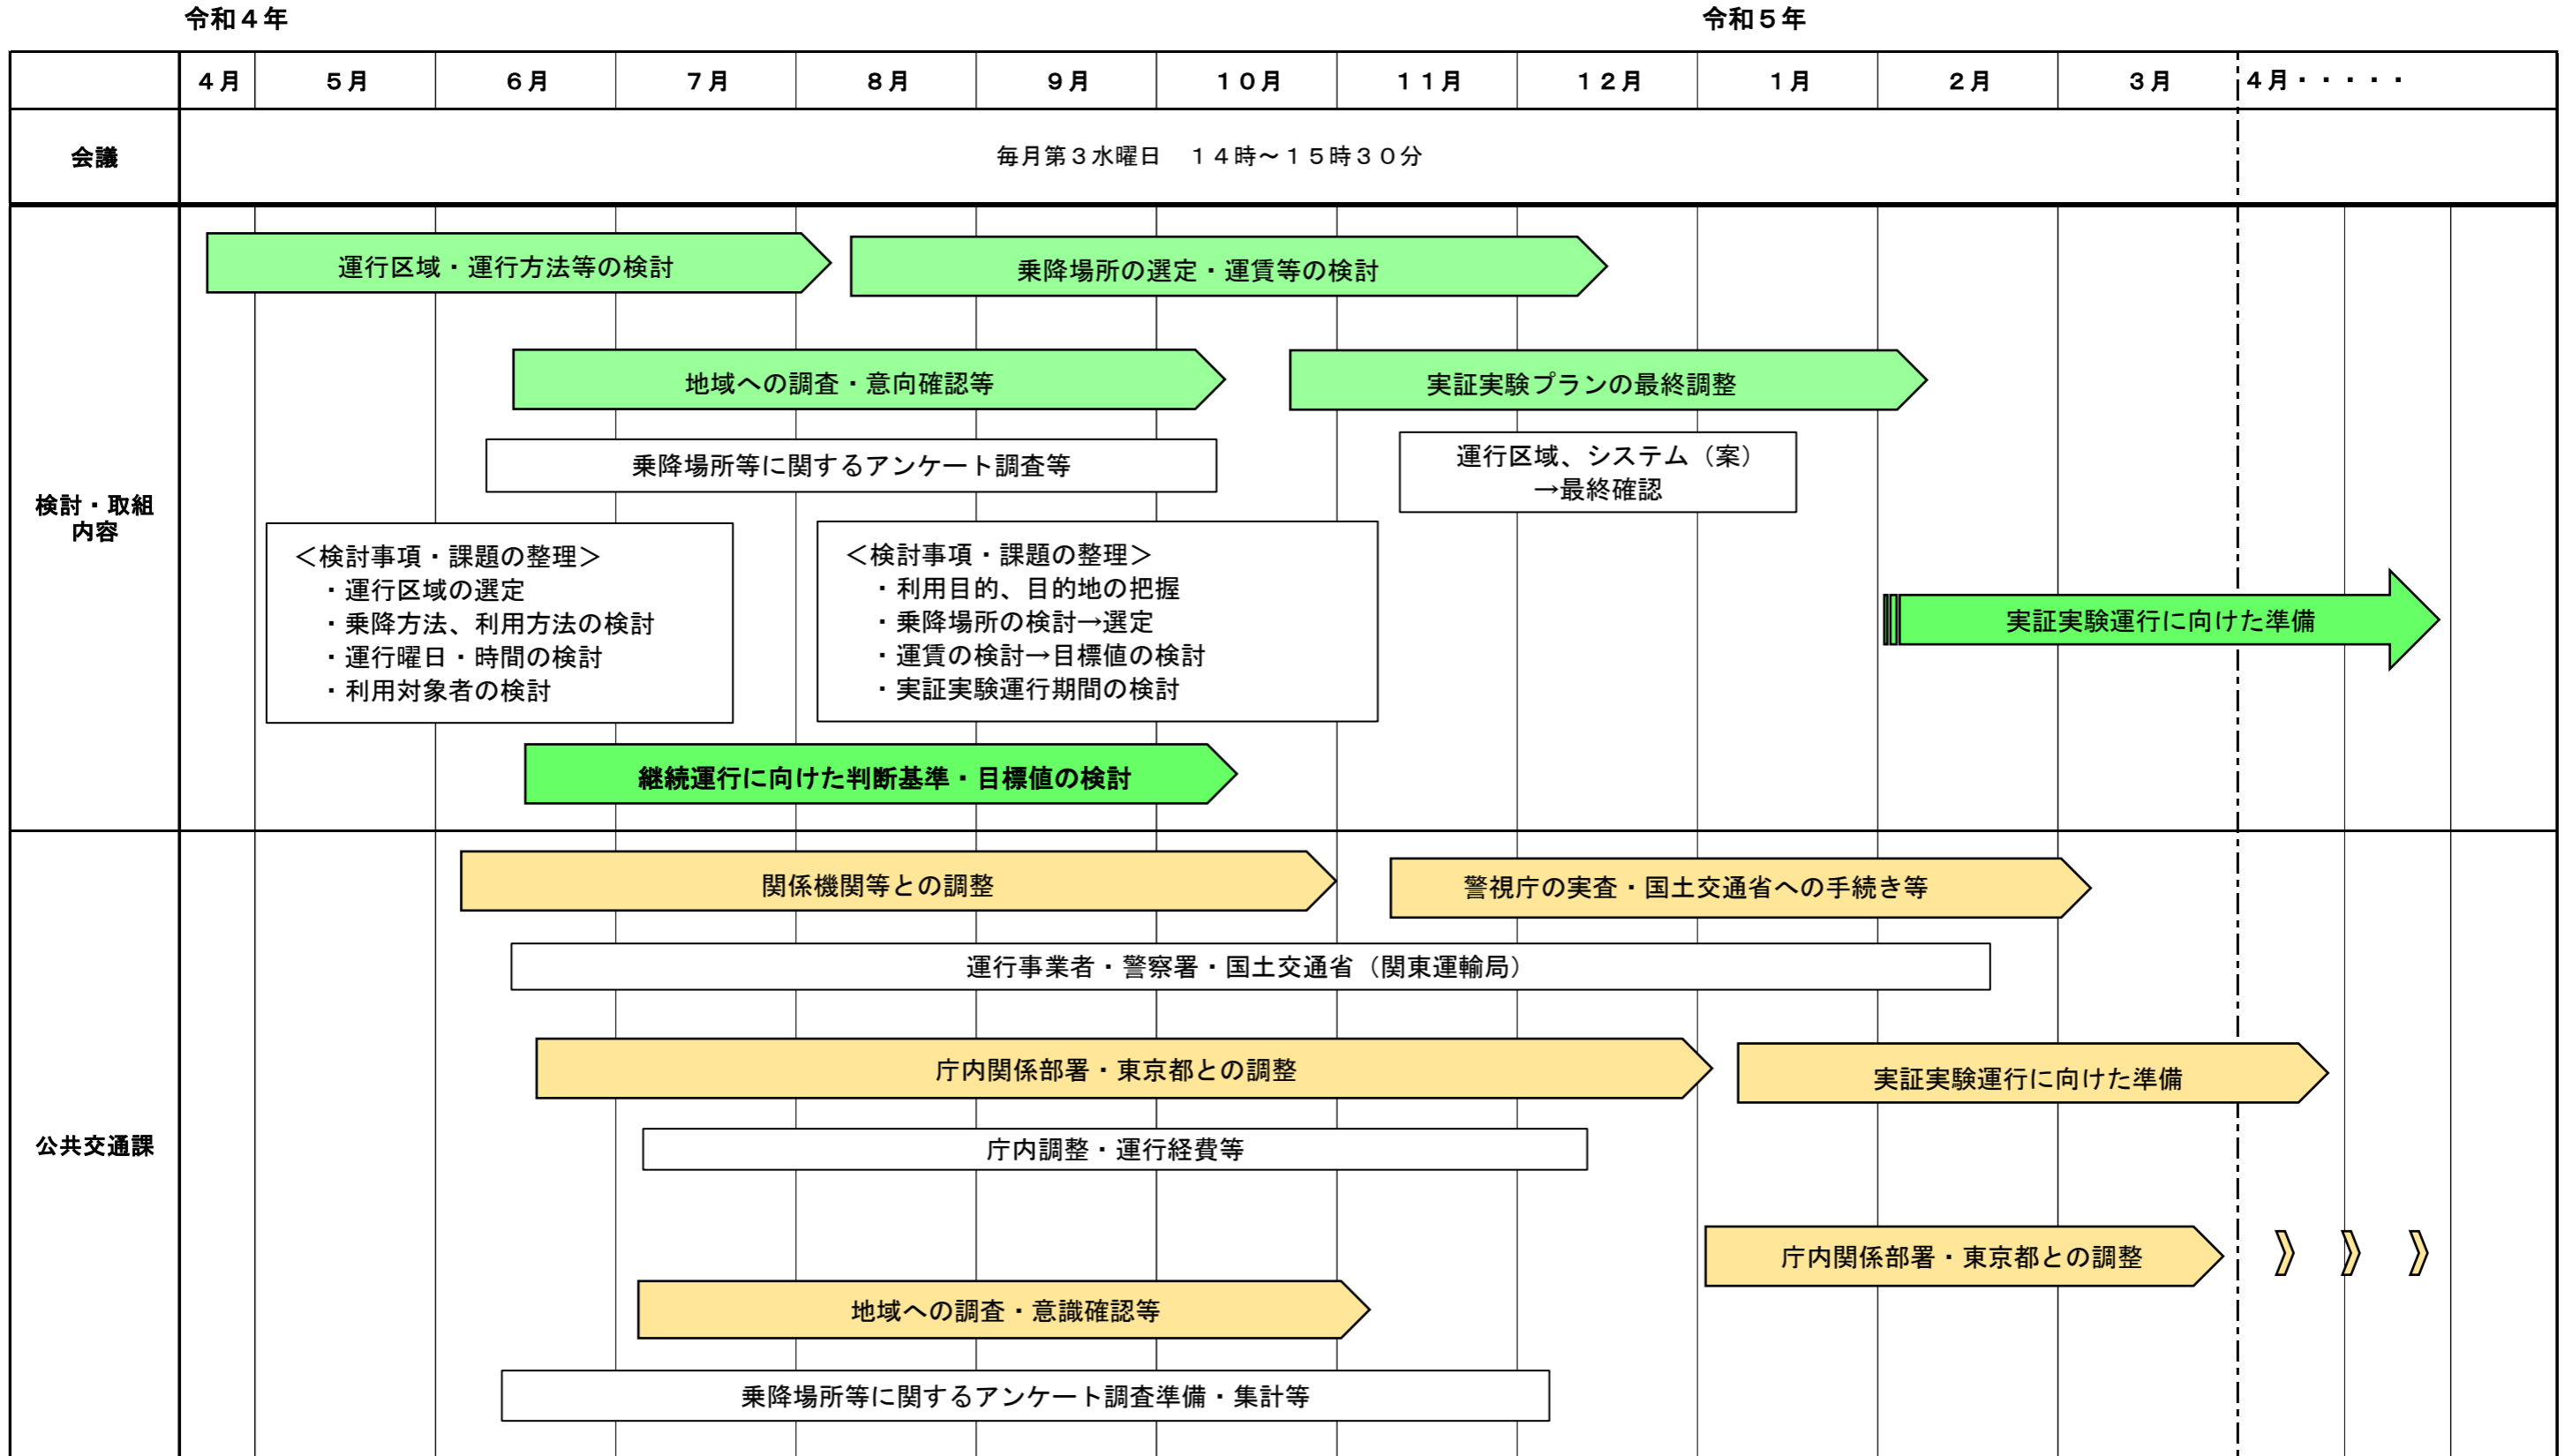 令和４年
令和５年
４月
５月
６月
７月
８月
９月
１０月
１１月
１２月
１月
２月
３月
４月・・・・・
会議
毎月第３水曜日　１４時～１５時３０分
検討・取組
内容
運行区域・運行方法等の検討
乗降場所の選定・運賃等の検討
地域への調査・意向確認等
実証実験プランの最終調整
乗降場所等に関するアンケート調査等
運行区域、システム（案）
→最終確認
＜検討事項・課題の整理＞
・運行区域の選定
・乗降方法、利用方法の検討
・運行曜日・時間の検討
・利用対象者の検討
＜検討事項・課題の整理＞
・利用目的、目的地の把握
・乗降場所の検討→選定
・運賃の検討→目標値の検討
・実証実験運行期間の検討
実証実験運行に向けた準備
継続運行に向けた判断基準・目標値の検討
公共交通課
関係機関等との調整
警視庁の実査・国土交通省への手続き等
運行事業者・警察署・国土交通省（関東運輸局）
庁内関係部署・東京都との調整
実証実験運行に向けた準備
庁内調整・運行経費等
庁内関係部署・東京都との調整
地域への調査・意識確認等
乗降場所等に関するアンケート調査準備・集計等